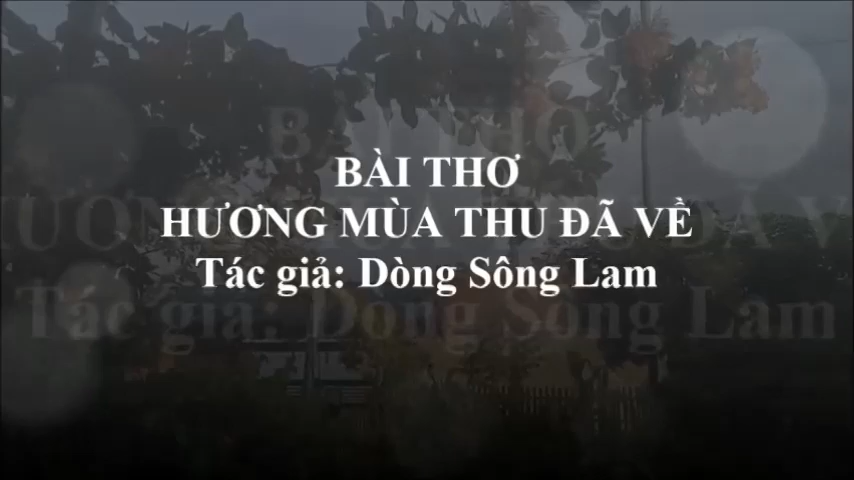 BÀI THƠ
HƯƠNG MÙA THU ĐÃ VỀ
Tác giả: Dòng Sông Lam